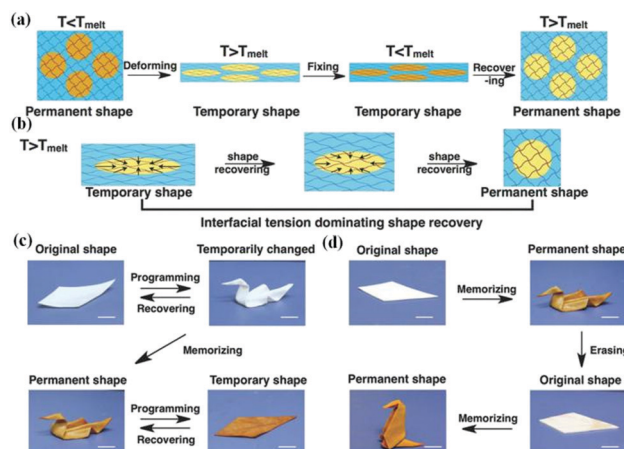 (a)
T<Tmelt
T>Tmelt
T<Tmelt
T>Tmelt
Deforming
Fixing
Recover
-ing
Permanent shape
Temporary shape
Temporary shape
Permanent shape
(b)
T>Tmelt
shape
recovering
shape
recovering
Temporary shape
Permanent shape
Interfacial tension dominating shape recovery
(c)
Original shape
Temporarily changed
Programming
Recovering
Memorizing
Permanent shape
Temporary shape
Programming
Recovering
(d)
Original shape
Permanent shape
Memorizing
Erasing
Permanent shape
Original shape
Memorizing